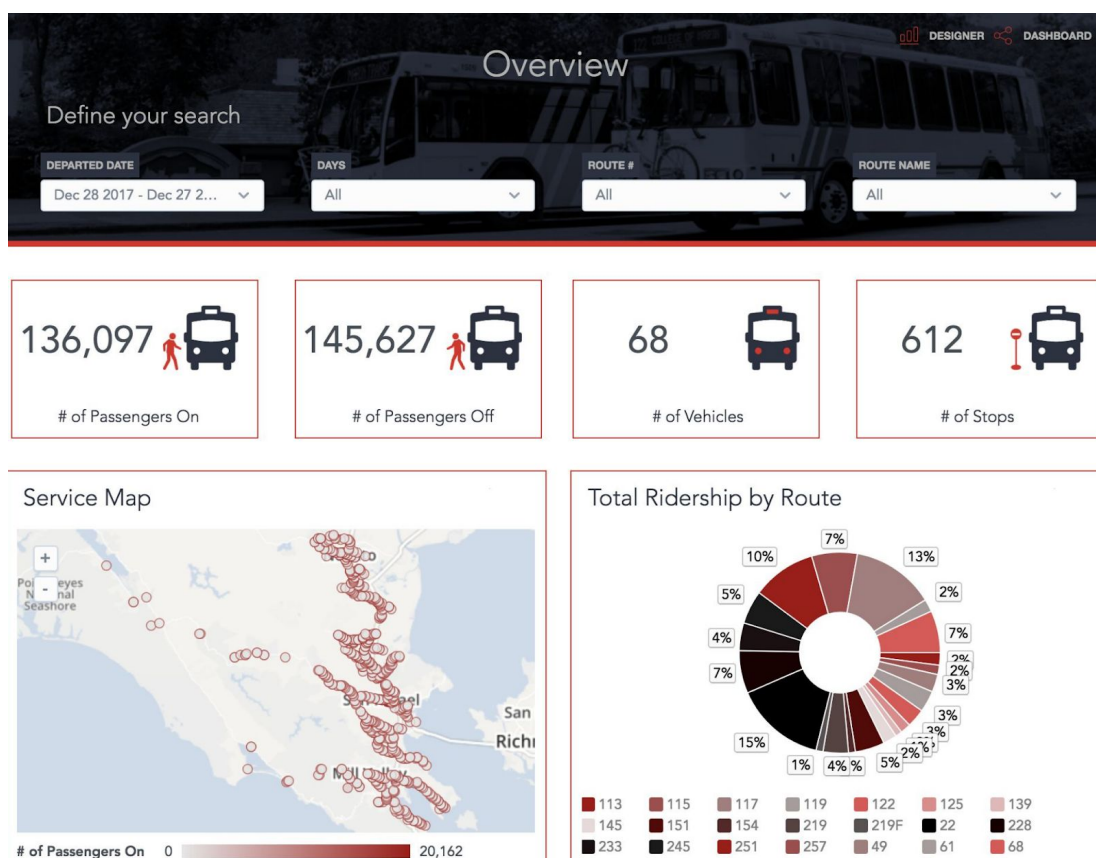 DESIGNER DASHBOARD
Overview
Define your search
DEPARTED DATE DAYS ROUTE # ROUTE NAME
Dec 28 2017 - Dec 27 2... All All All
136,097 145,627 68 612
# of Passengers On # of Passengers Off # of Vehicles # of Stops
Service Map
+
-
Seashore
San
Mill Valley
# of Passengers On 0 20,162
Total Ridership by Route
7%
10% 13%
5% 2%
4% 7%
2%
7% 2%
3%
3%
3%
15% 2%
1% 4% % 5%
113 115 117 119 122 125 139
145 151 154 219 219F 22 228
233 245 251 257 49 61 68